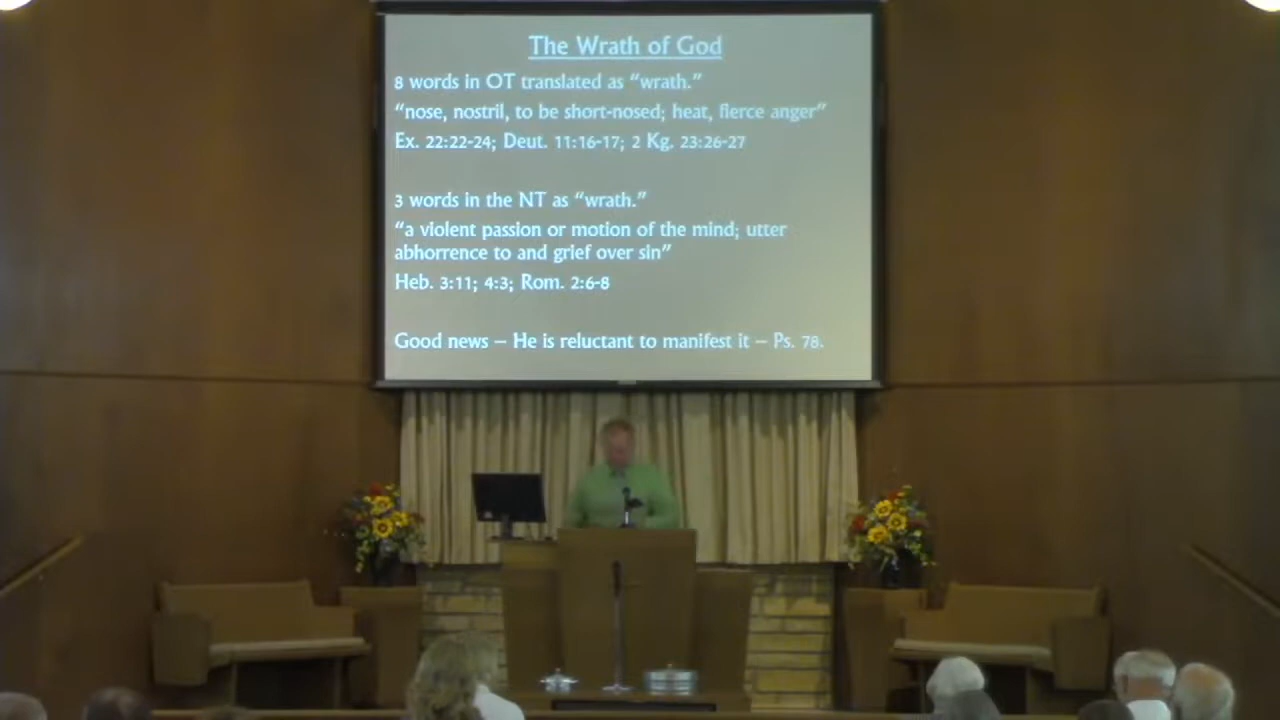 The Wrath of God
8 words in OT translated as “wrath.”
“nose, nostril, to be short-nosed; heat, fierce anger”
Ex. 22:22-24; Deut. 11:16-17; 2 Kg. 23:26-27
3 words in the NT as “wrath.”
“a violent passion or motion of the mind; utter
abhorrence to and grief over sin”
Heb. 3:11; 4:3; Rom. 2:6-8
Good news – He is reluctant to manifest it – Ps. 78.